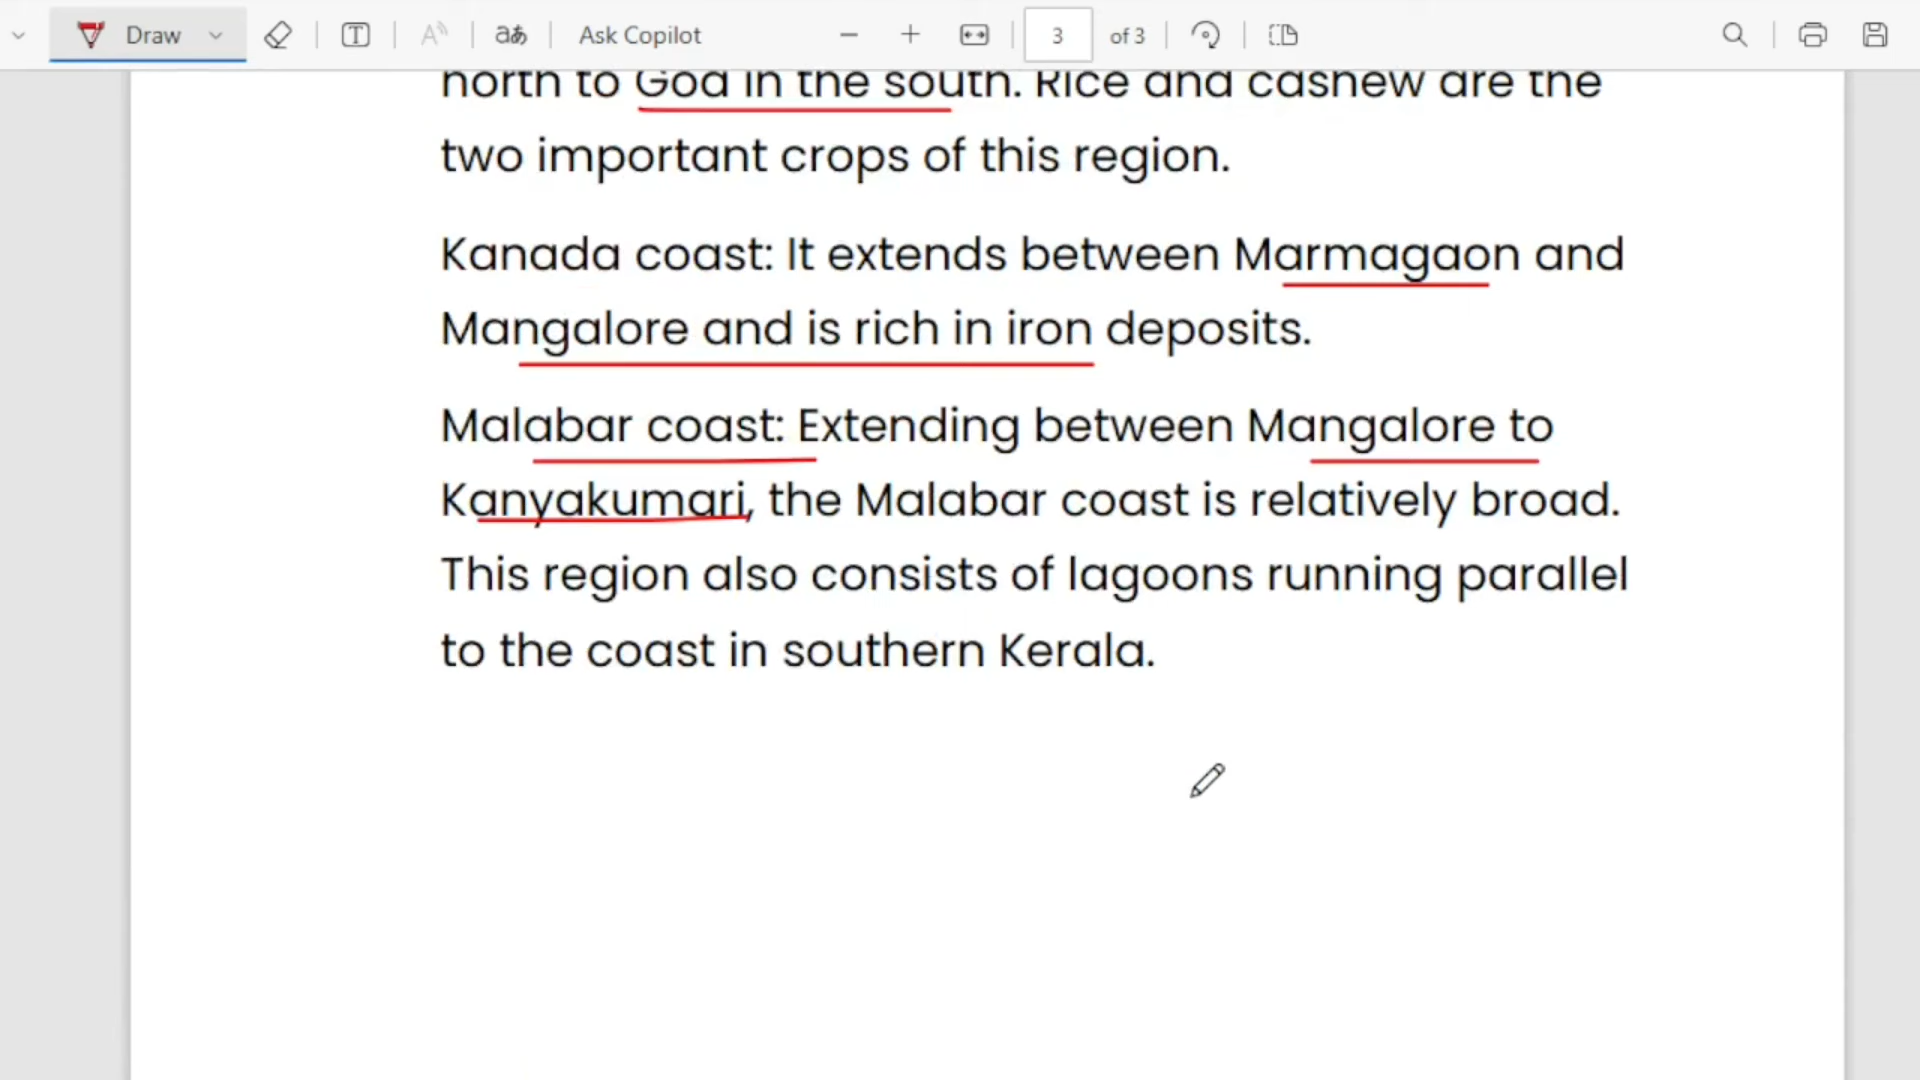 Draw
aあ
Ask Copilot
3
of 3
north to Goa in the south. Rice and cashew are the
two important crops of this region.
Kanada coast: It extends between Marmagaon and
Mangalore and is rich in iron deposits.
Malabar coast: Extending between Mangalore to
Kanyakumari, the Malabar coast is relatively broad.
This region also consists of lagoons running parallel
to the coast in southern Kerala.